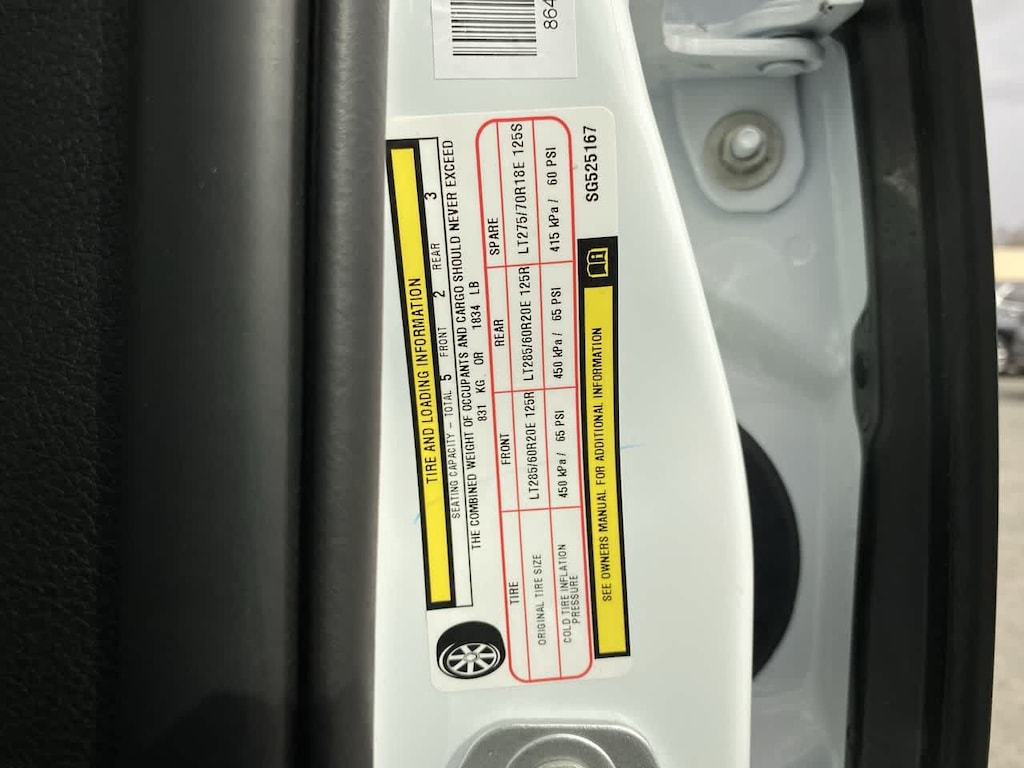 864
TIRE AND LOADING INFORMATION
SEATING CAPACITY - TOTAL 5 FRONT 2 REAR 3
THE COMBINED WEIGHT OF OCCUPANTS AND CARGO SHOULD NEVER EXCEED
831 KG OR 1834 LB
TIRE FRONT REAR SPARE
ORIGINAL TIRE SIZE LT285/60R20E 125R LT285/60R20E 125R LT275/70R18E 125S
COLD TIRE INFLATION PRESSURE 450 kPa / 65 PSI 450 kPa / 65 PSI 415 kPa / 60 PSI
SEE OWNERS MANUAL FOR ADDITIONAL INFORMATION
SG525167